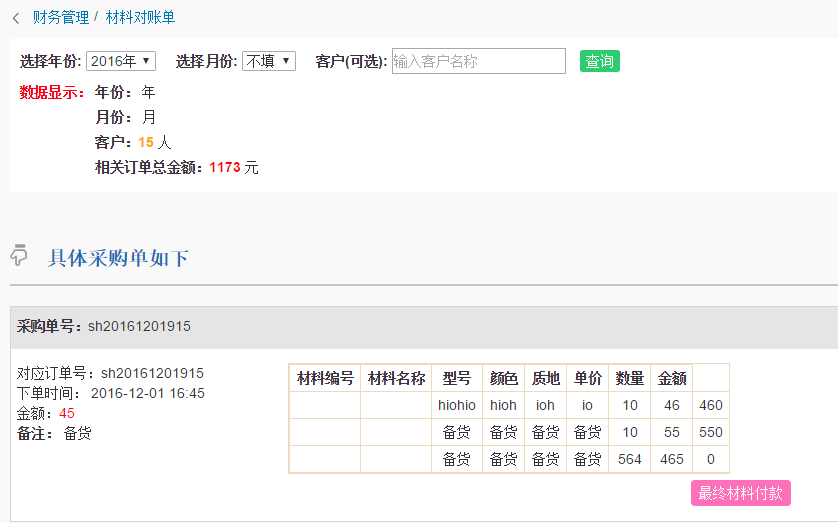 财务管理 / 材料对账单
选择年份: 2016年 选择月份: 不填 客户(可选): 输入客户名称 查询
数据显示： 年份： 年
月份： 月
客户：15 人
相关订单总金额：1173 元
具体采购单如下
采购单号：sh20161201915
对应订单号：sh20161201915
下单时间： 2016-12-01 16:45
金额：45
备注： 备货
材料编号 材料名称 型号 颜色 质地 单价 数量 金额
hiohio hioh ioh io 10 46 460
备货 备货 备货 备货 10 55 550
备货 备货 备货 备货 564 465 0
最终材料付款